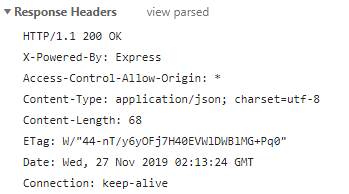 Response Headers view parsed
HTTP/1.1 200 OK
X-Powered-By: Express
Access-Control-Allow-Origin: *
Content-Type: application/json; charset=utf-8
Content-Length: 68
ETag: W/"44-nT/y6yOFj7H40EVWlDWBlMG+Pq0"
Date: Wed, 27 Nov 2019 02:13:24 GMT
Connection: keep-alive